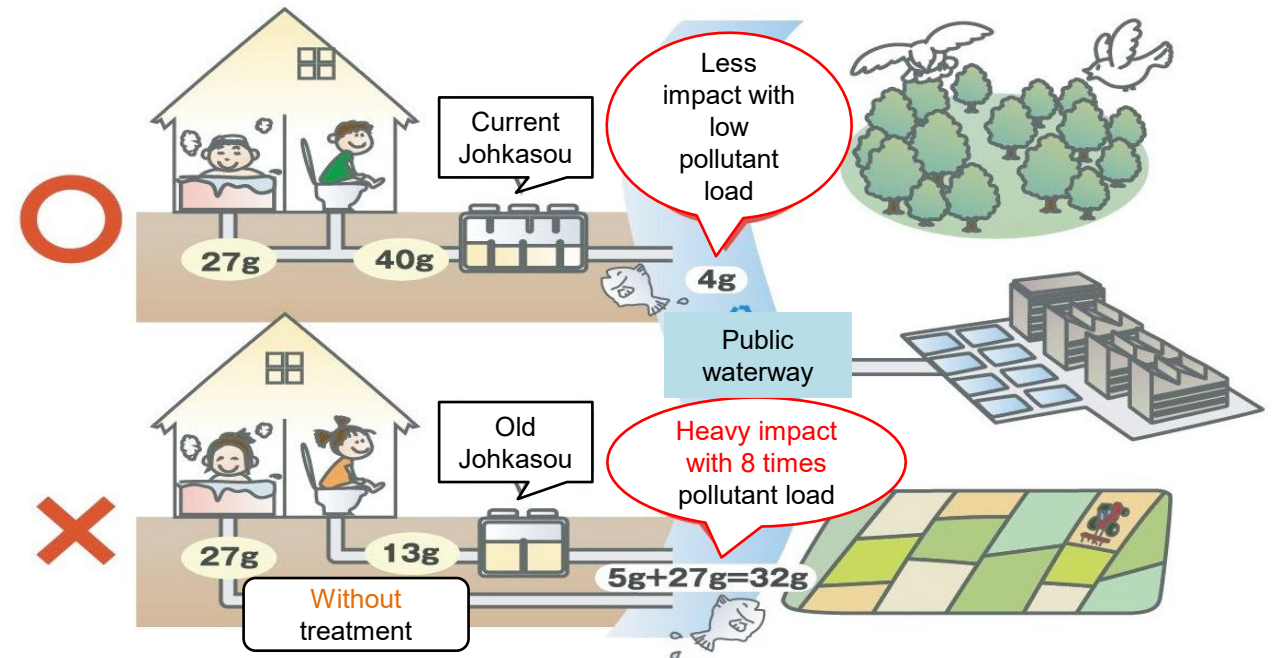 Less
impact with
low
pollutant
load
Current
Johkasou
27g
40g
4g
Public
waterway
Old
Johkasou
Heavy impact
with 8 times
pollutant load
27g
13g
5g+27g=32g
Without
treatment